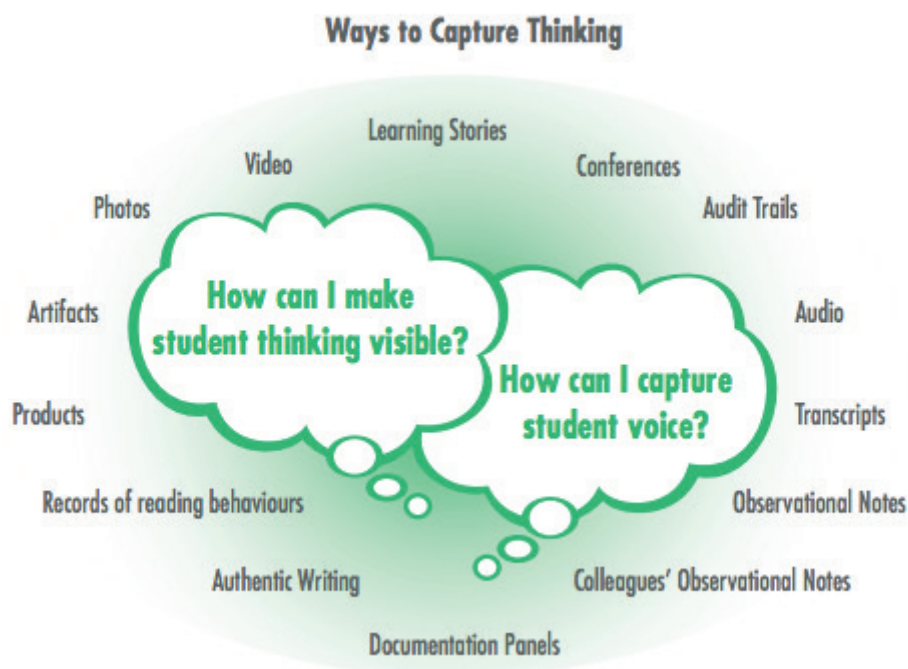 Ways to Capture Thinking
Learning Stories
Video
Conferences
Photos
Audit Trails
How can I make
student thinking visible?
Artifacts
Audio
How can I capture
student voice?
Products
Transcripts
Records of reading behaviours
Observational Notes
Authentic Writing
Colleagues' Observational Notes
Documentation Panels